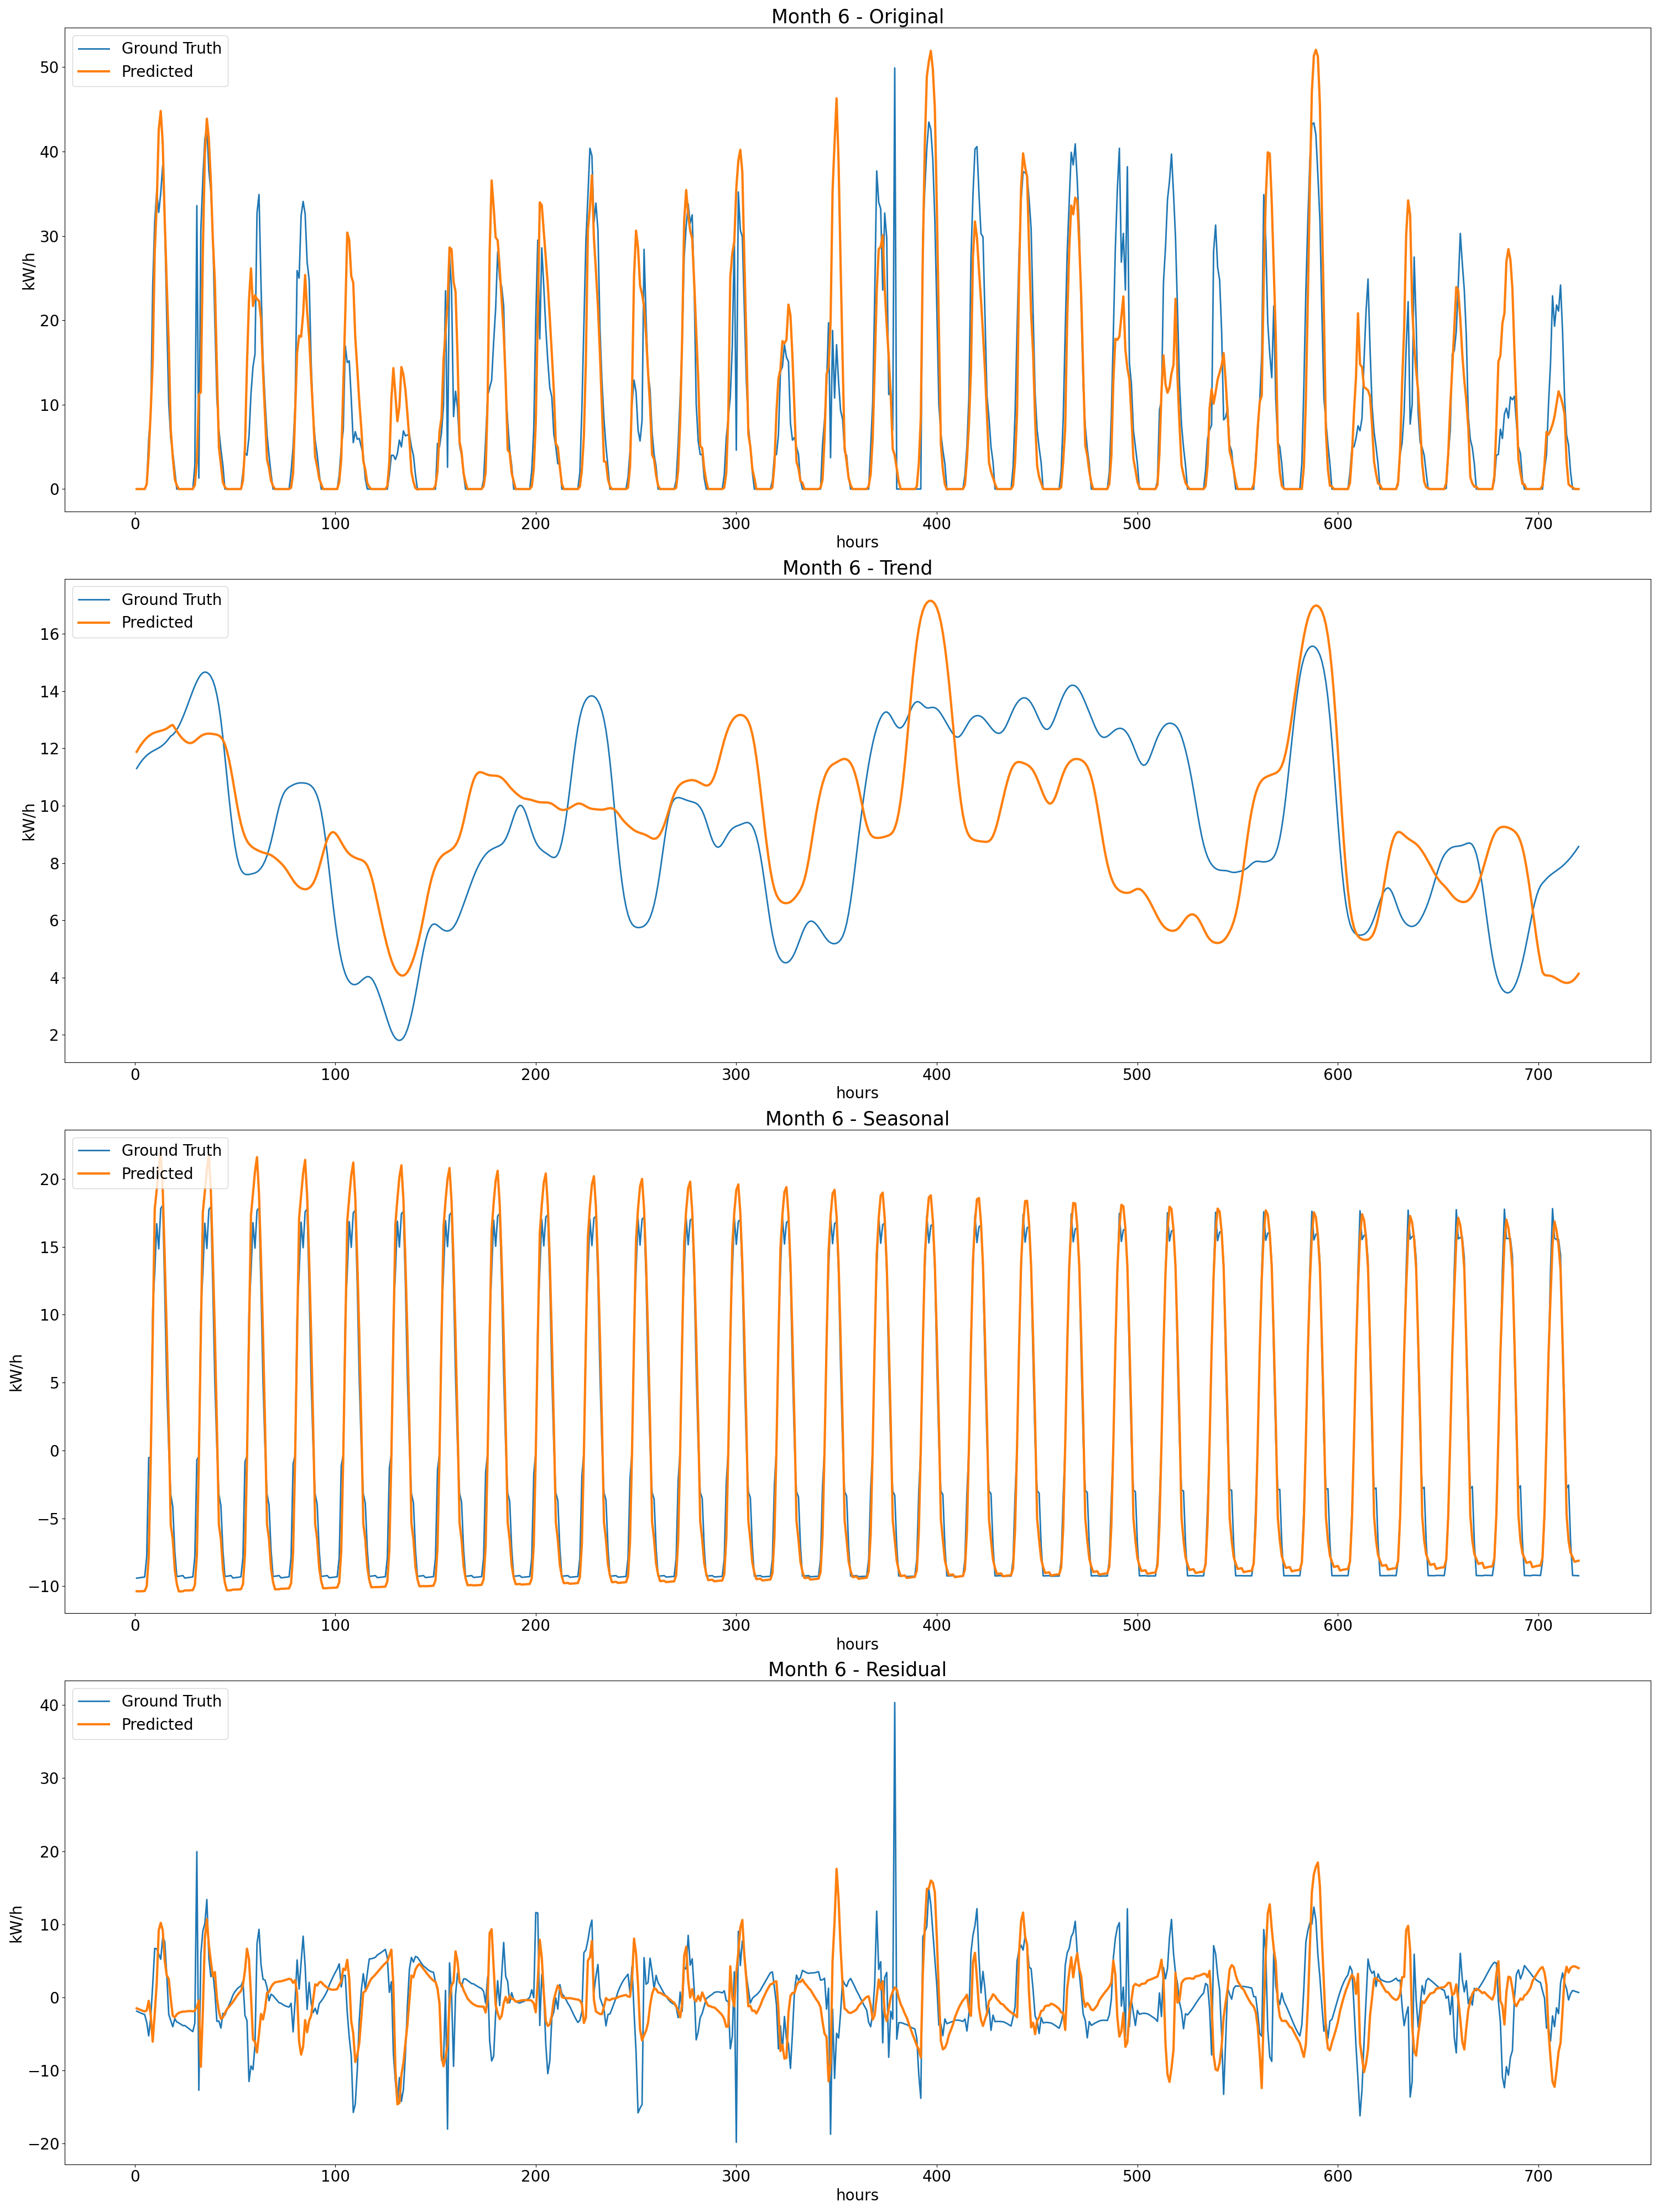 Month 6 - Original
Ground Truth
Predicted
50
40
30
20
10
0
kW/h
0 100 200 300 400 500 600 700
hours
Month 6 - Trend
Ground Truth
Predicted
16
14
12
10
8
6
4
2
kW/h
0 100 200 300 400 500 600 700
hours
Month 6 - Seasonal
Ground Truth
Predicted
20
15
10
5
0
−5
−10
kW/h
0 100 200 300 400 500 600 700
hours
Month 6 - Residual
Ground Truth
Predicted
40
30
20
10
0
−10
−20
kW/h
0 100 200 300 400 500 600 700
hours